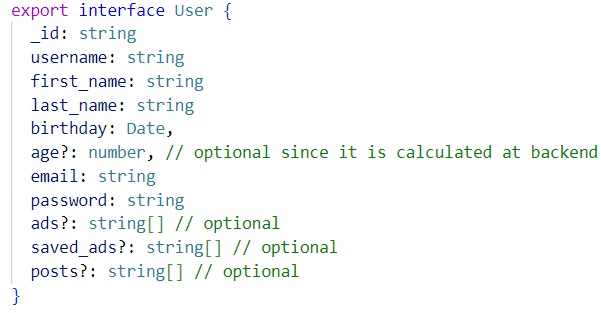 export interface User {
  _id: string
  username: string
  first_name: string
  last_name: string
  birthday: Date,
  age?: number, // optional since it is calculated at backend
  email: string
  password: string
  ads?: string[] // optional
  saved_ads?: string[] // optional
  posts?: string[] // optional
}